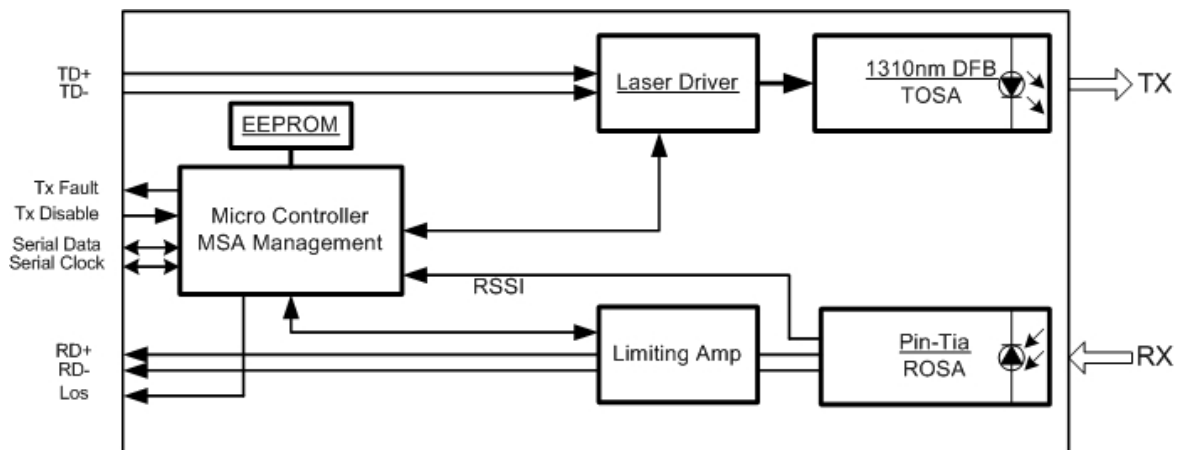 TD+
TD-
Laser Driver
1310nm DFB
TOSA
TX
EEPROM
Tx Fault
Tx Disable
Serial Data
Serial Clock
Micro Controller
MSA Management
RSSI
RD+
RD-
Los
Limiting Amp
Pin-Tia
ROSA
RX